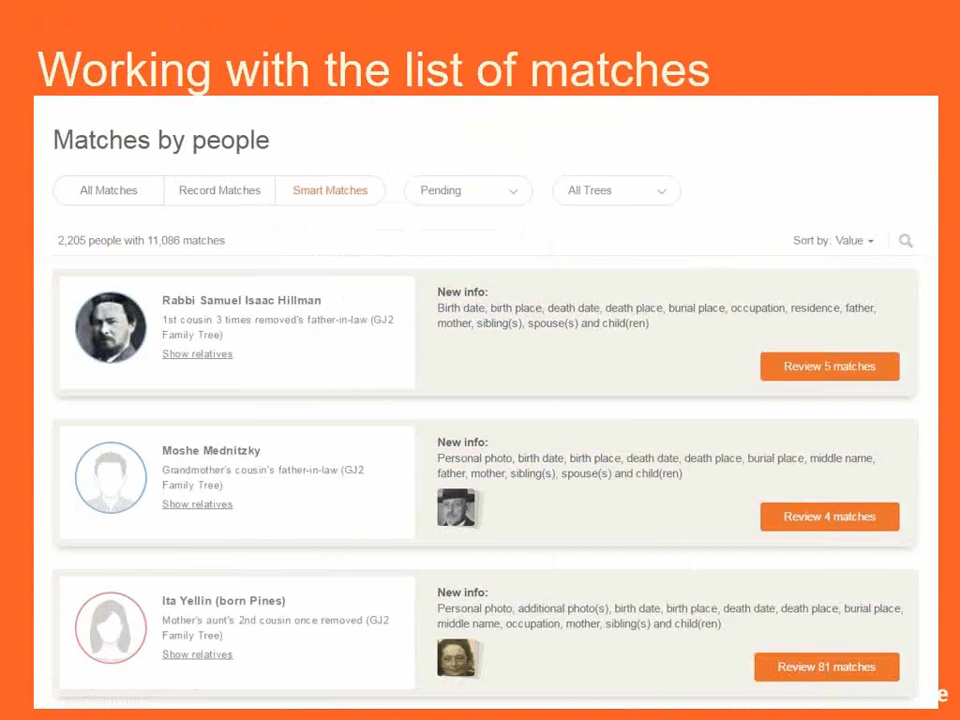 Working with the list of matches
Matches by people
All Matches
Record Matches
Smart Matches
Pending
All Trees
2,205 people with 11,086 matches
Sort by: Value
Rabbi Samuel Isaac Hillman
1st cousin 3 times removed's father-in-law (GJ2
Family Tree)
Show relatives
New info:
Birth date, birth place, death date, death place, burial place, occupation, residence, father,
mother, sibling(s), spouse(s) and child(ren)
Review 5 matches
Moshe Mednitzky
Grandmother's cousin's father-in-law (GJ2
Family Tree)
Show relatives
New info:
Personal photo, birth date, birth place, death date, death place, burial place, middle name,
father, mother, sibling(s), spouse(s) and child(ren)
Review 4 matches
Ita Yellin (born Pines)
Mother's aunt's 2nd cousin once removed (GJ2
Family Tree)
Show relatives
New info:
Personal photo, additional photo(s), birth date, birth place, death date, death place, burial place,
middle name, occupation, mother, sibling(s) and child(ren)
Review 81 matches